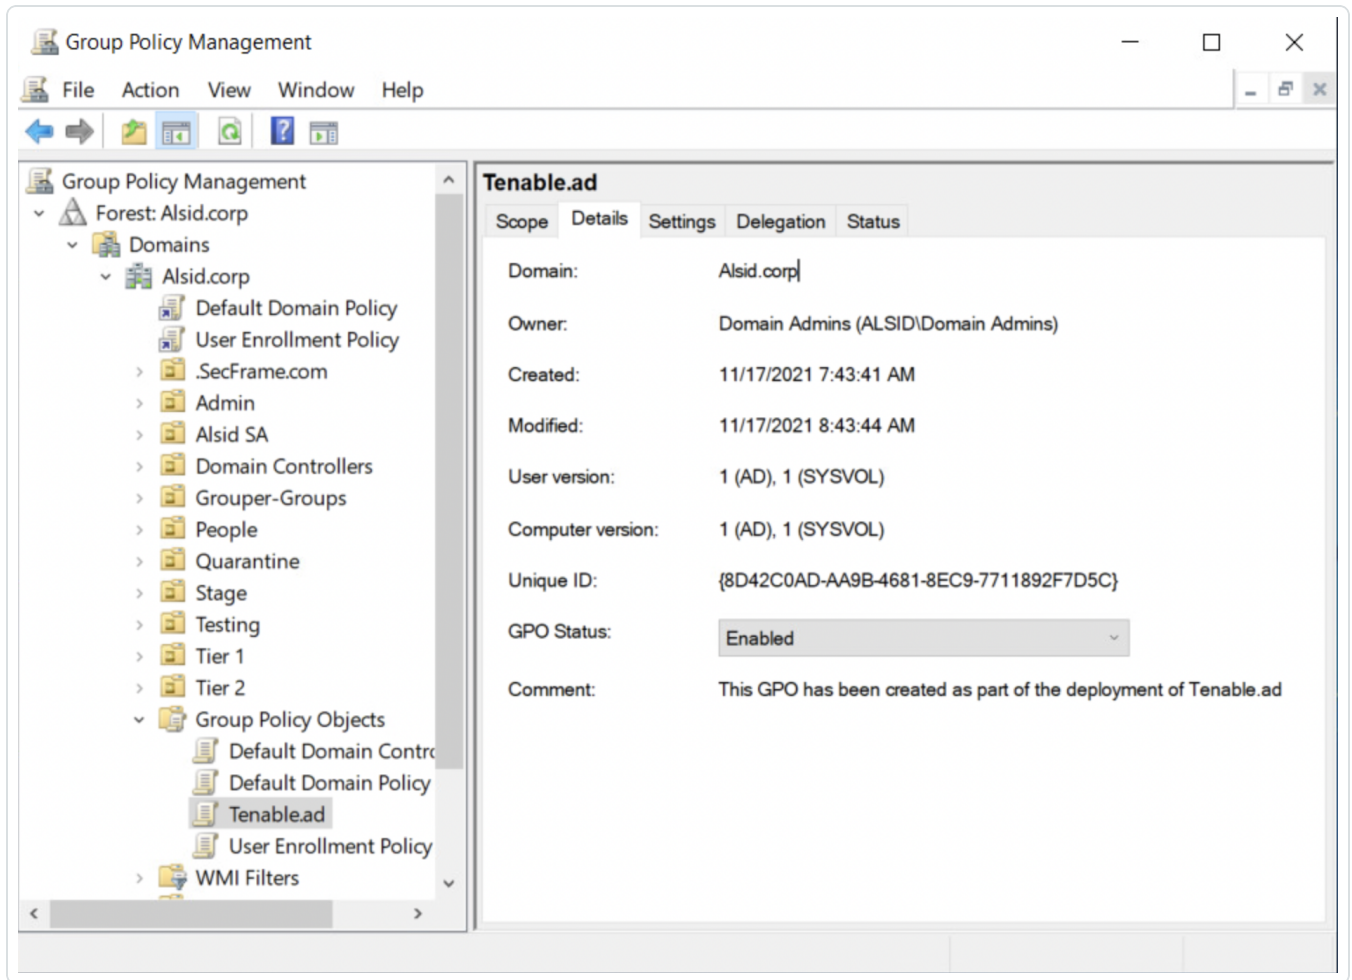 Group Policy Management
File Action View Window Help
Group Policy Management
Forest: Alsid.corp
Domains
Alsid.corp
Default Domain Policy
User Enrollment Policy
.SecFrame.com
Admin
Alsid SA
Domain Controllers
Grouper-Groups
People
Quarantine
Stage
Testing
Tier 1
Tier 2
Group Policy Objects
Default Domain Contro
Default Domain Policy
Tenable.ad
User Enrollment Policy
WMI Filters
Tenable.ad
Scope Details Settings Delegation Status
Domain: Alsid.corp
Owner: Domain Admins (ALSID\Domain Admins)
Created: 11/17/2021 7:43:41 AM
Modified: 11/17/2021 8:43:44 AM
User version: 1 (AD), 1 (SYSVOL)
Computer version: 1 (AD), 1 (SYSVOL)
Unique ID: {8D42C0AD-AA9B-4681-8EC9-7711892F7D5C}
GPO Status: Enabled
Comment: This GPO has been created as part of the deployment of Tenable.ad